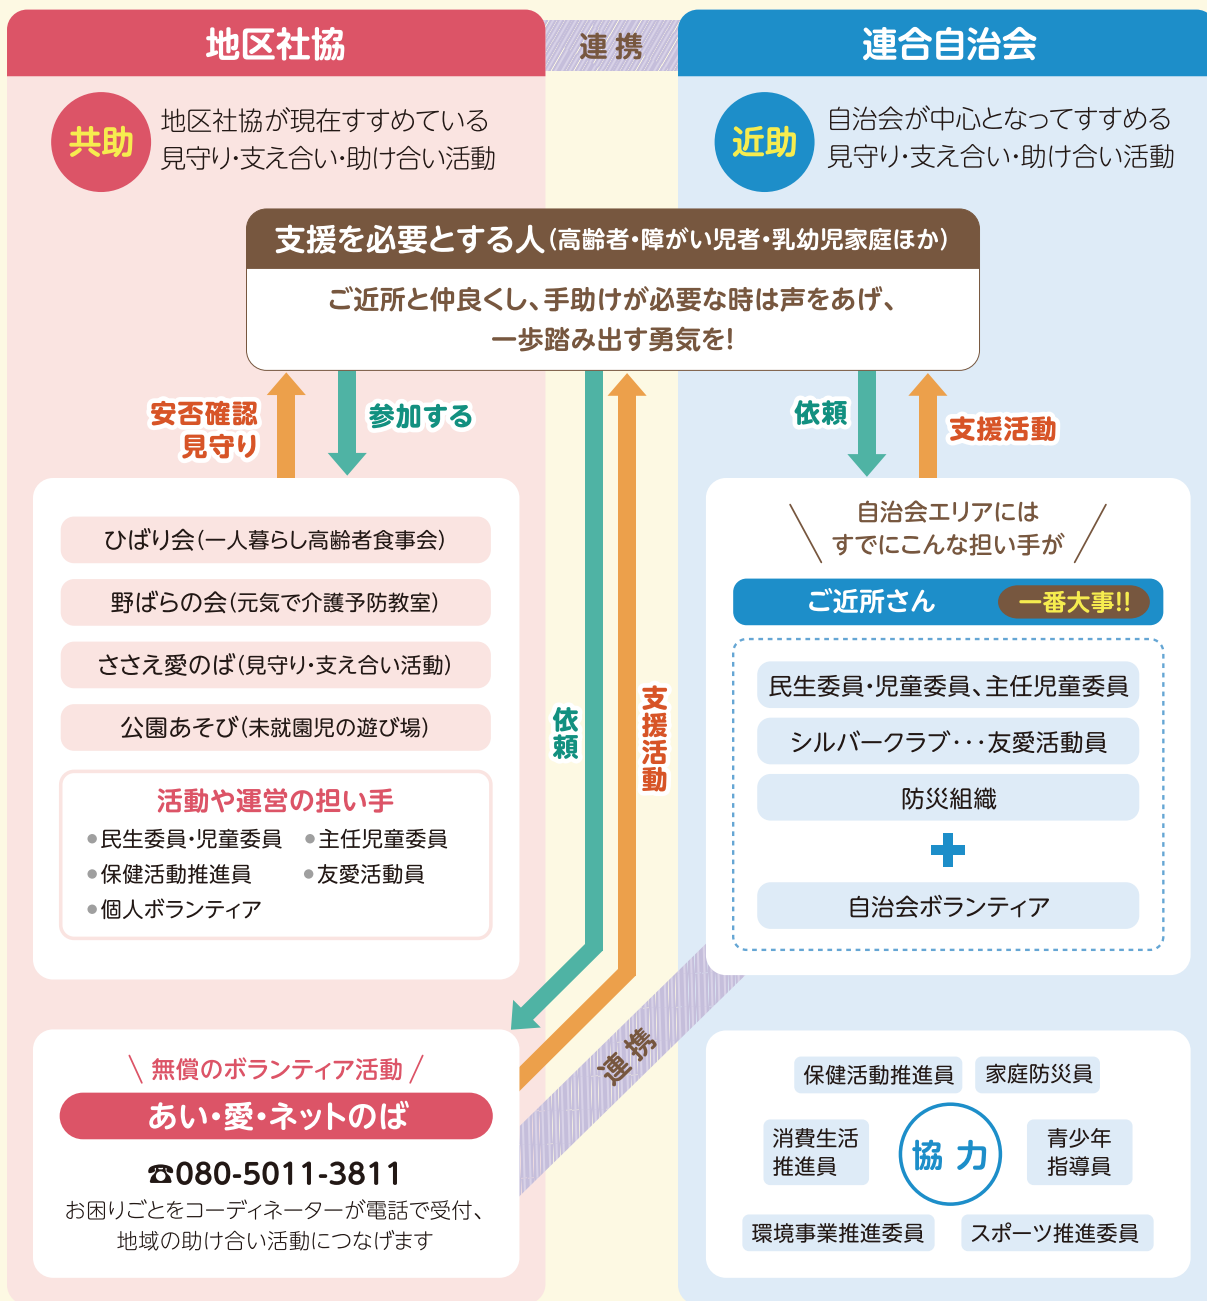 地区社協
連携
連合自治会
共助
地区社協が現在すすめている
見守り・支え合い・助け合い活動
近助
自治会が中心となってすすめる
見守り・支え合い・助け合い活動
支援を必要とする人(高齢者・障がい児者・乳幼児家庭ほか)
ご近所と仲良くし、手助けが必要な時は声をあげ、
一歩踏み出す勇気を!
安否確認
見守り
参加する
依頼
支援活動
ひばり会(一人暮らし高齢者食事会)
野ばらの会(元気で介護予防教室)
ささえ愛のば(見守り・支え合い活動)
公園あそび(未就園児の遊び場)
活動や運営の担い手
●民生委員・児童委員 ●主任児童委員
●保健活動推進員 ●友愛活動員
●個人ボランティア
依頼
支援活動
自治会エリアには
すでにこんな担い手が
ご近所さん 一番大事!!
民生委員・児童委員、主任児童委員
シルバークラブ・・・友愛活動員
防災組織
自治会ボランティア
連携
無償のボランティア活動
あい・愛・ネットのば
☎080-5011-3811
お困りごとをコーディネーターが電話で受付、
地域の助け合い活動につなげます
保健活動推進員
家庭防災員
消費生活
推進員
協力
青少年
指導員
環境事業推進委員
スポーツ推進委員